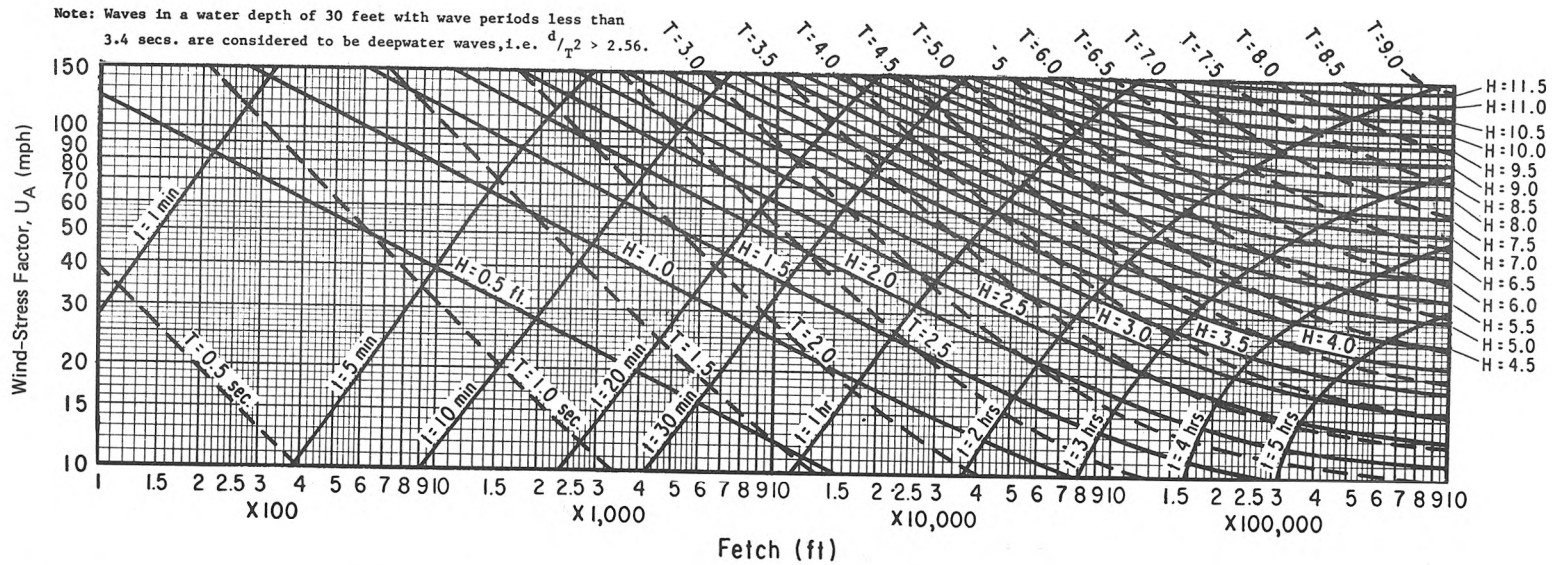 Note: Waves in a water depth of 30 feet with wave periods less than
3.4 secs. are considered to be deepwater waves, i.e. d/T2 > 2.56.
T=3.0 T=3.5 T=4.0 T=4.5 T=5.0 5 T=6.0 T=6.5 T=7.0 T=7.5 T=8.0 T=8.5 T=9.0
150
100
90
80
70
60
50
40
30
20
15
10
Wind-Stress Factor, UA (mph)
H=11.5
H=11.0
H=10.5
H=10.0
H=9.5
H=9.0
H=8.5
H=8.0
H=7.5
H=7.0
H=6.5
H=6.0
H=5.5
H=5.0
H=4.5
t=1 min
H=0.5 ft.
H=1.0
H=1.5
H=2.0
H=2.5
H=3.0
H=3.5
H=4.0
T=0.5 sec.
t=5 min
t=10 min
T=1.0 sec.
t=20 min
T=1.5
t=30 min
T=2.0
t=1 hr
T=2.5
t=2 hrs
t=3 hrs.
t=4 hrs
t=5 hrs
1 1.5 2 2.5 3 4 5 6 7 8 9 10 1.5 2 2.5 3 4 5 6 7 8 9 10 1.5 2 2.5 3 4 5 6 7 8 9 10 1.5 2 2.5 3 4 5 6 7 8 9 10
X100 X1,000 X10,000 X100,000
Fetch (ft)